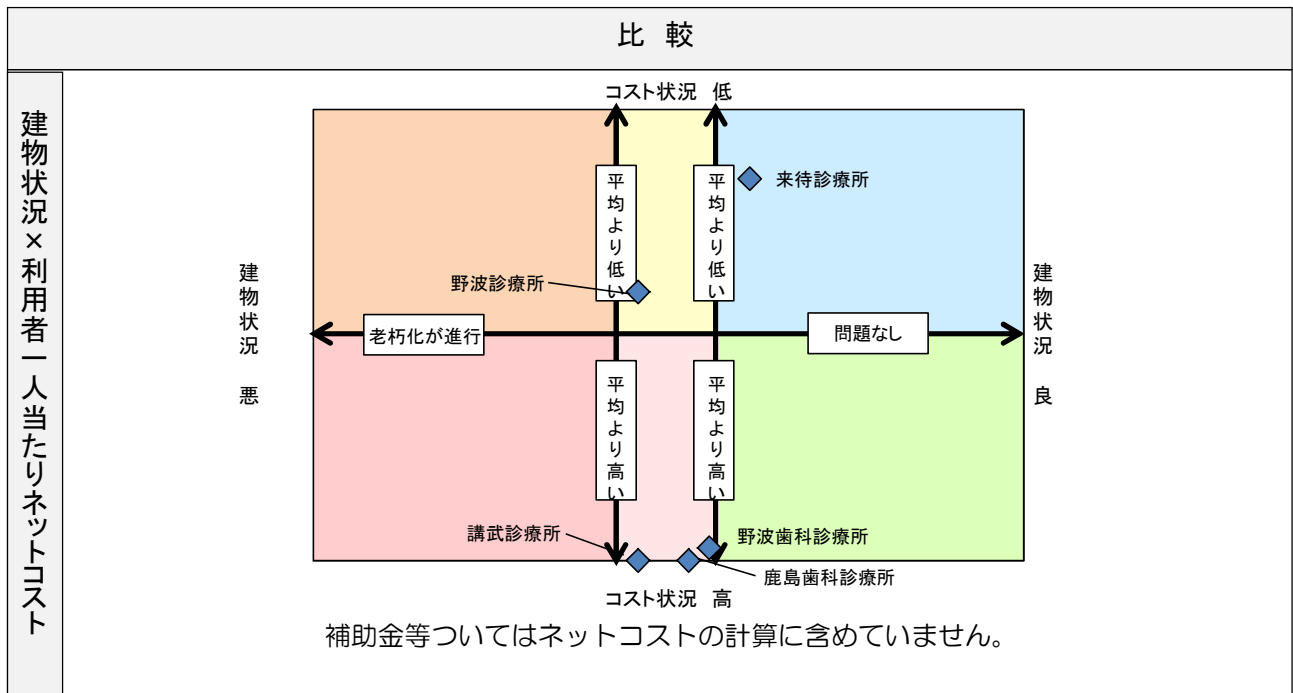 比 較
建物状況×利用者一人当たりネットコスト
コスト状況 低
平均より低い
平均より低い
来待診療所
野波診療所
建物状況 悪
建物状況 良
老朽化が進行
問題なし
平均より高い
平均より高い
講武診療所
野波歯科診療所
鹿島歯科診療所
コスト状況 高
補助金等ついてはネットコストの計算に含めていません。